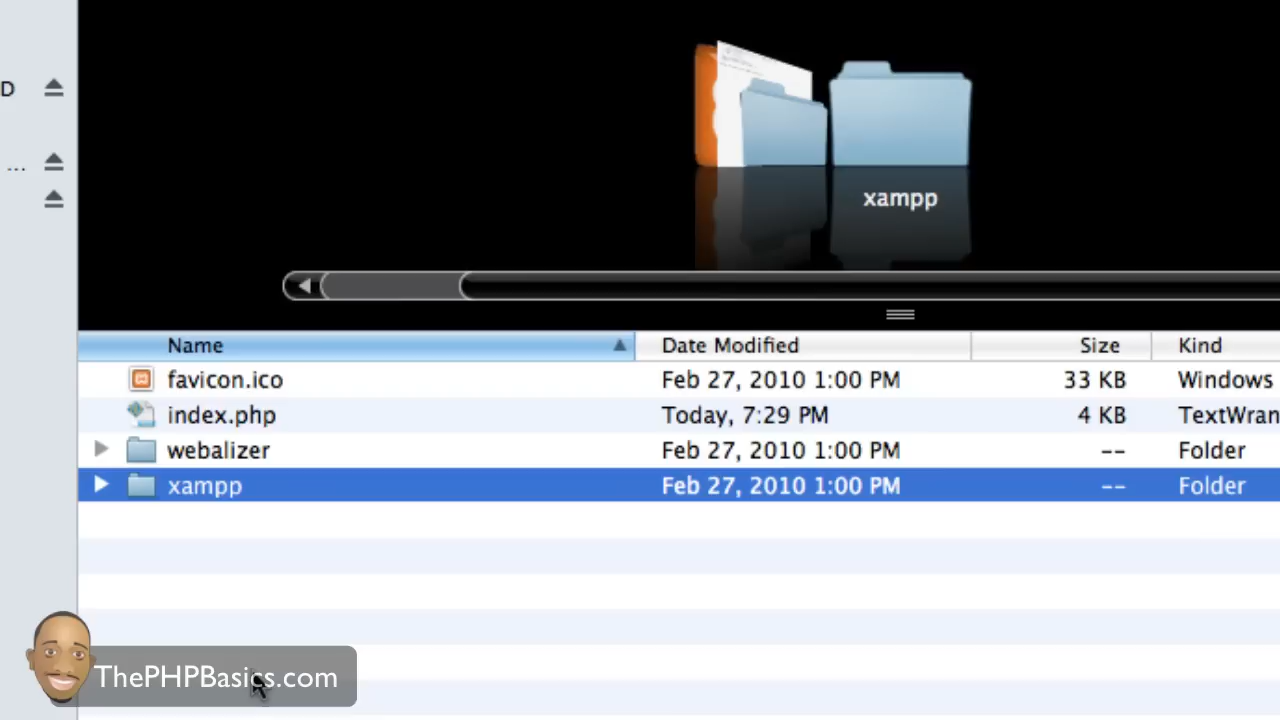 D
...
xampp
Name Date Modified Size Kind
favicon.ico Feb 27, 2010 1:00 PM 33 KB Windows
index.php Today, 7:29 PM 4 KB TextWran
webalizer Feb 27, 2010 1:00 PM -- Folder
xampp Feb 27, 2010 1:00 PM -- Folder
ThePHPBasics.com